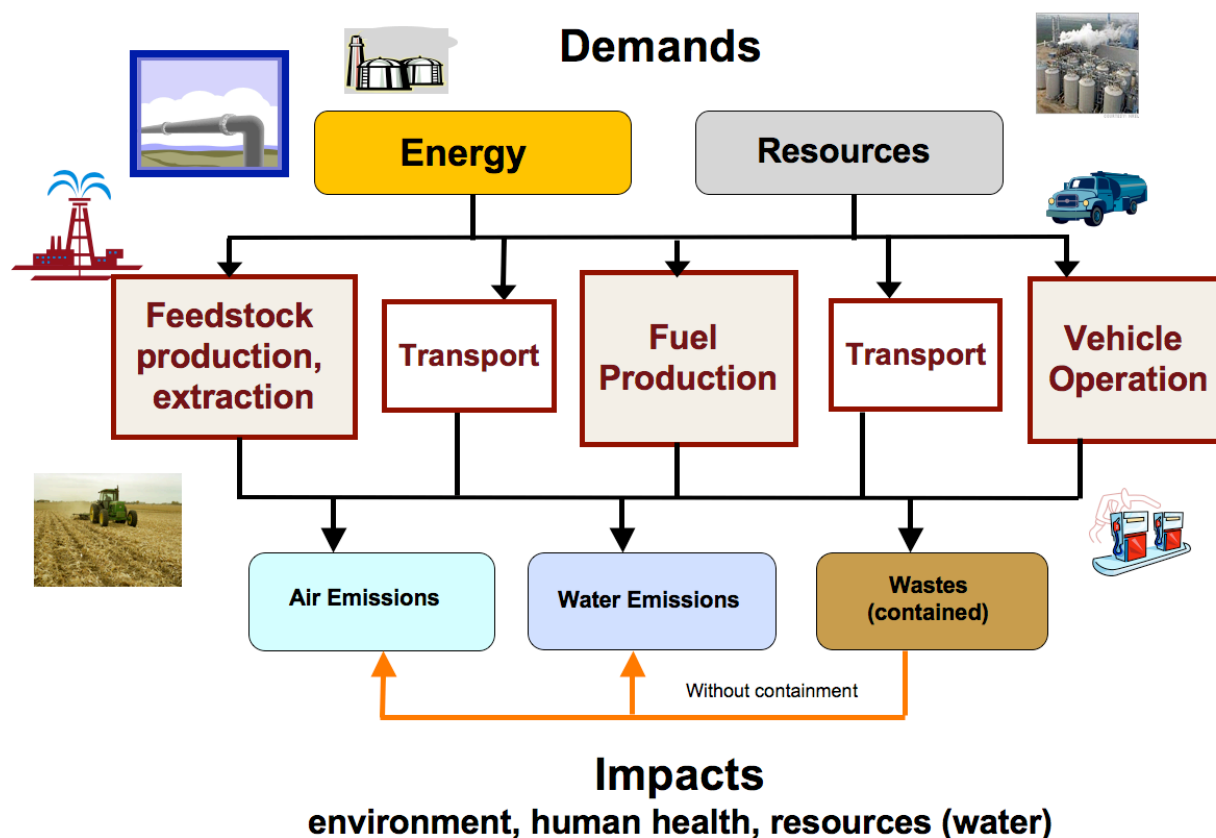 Demands
Energy
Resources
Feedstock
production,
extraction
Transport
Fuel
Production
Transport
Vehicle
Operation
Air Emissions
Water Emissions
Wastes
(contained)
Without containment
Impacts
environment, human health, resources (water)